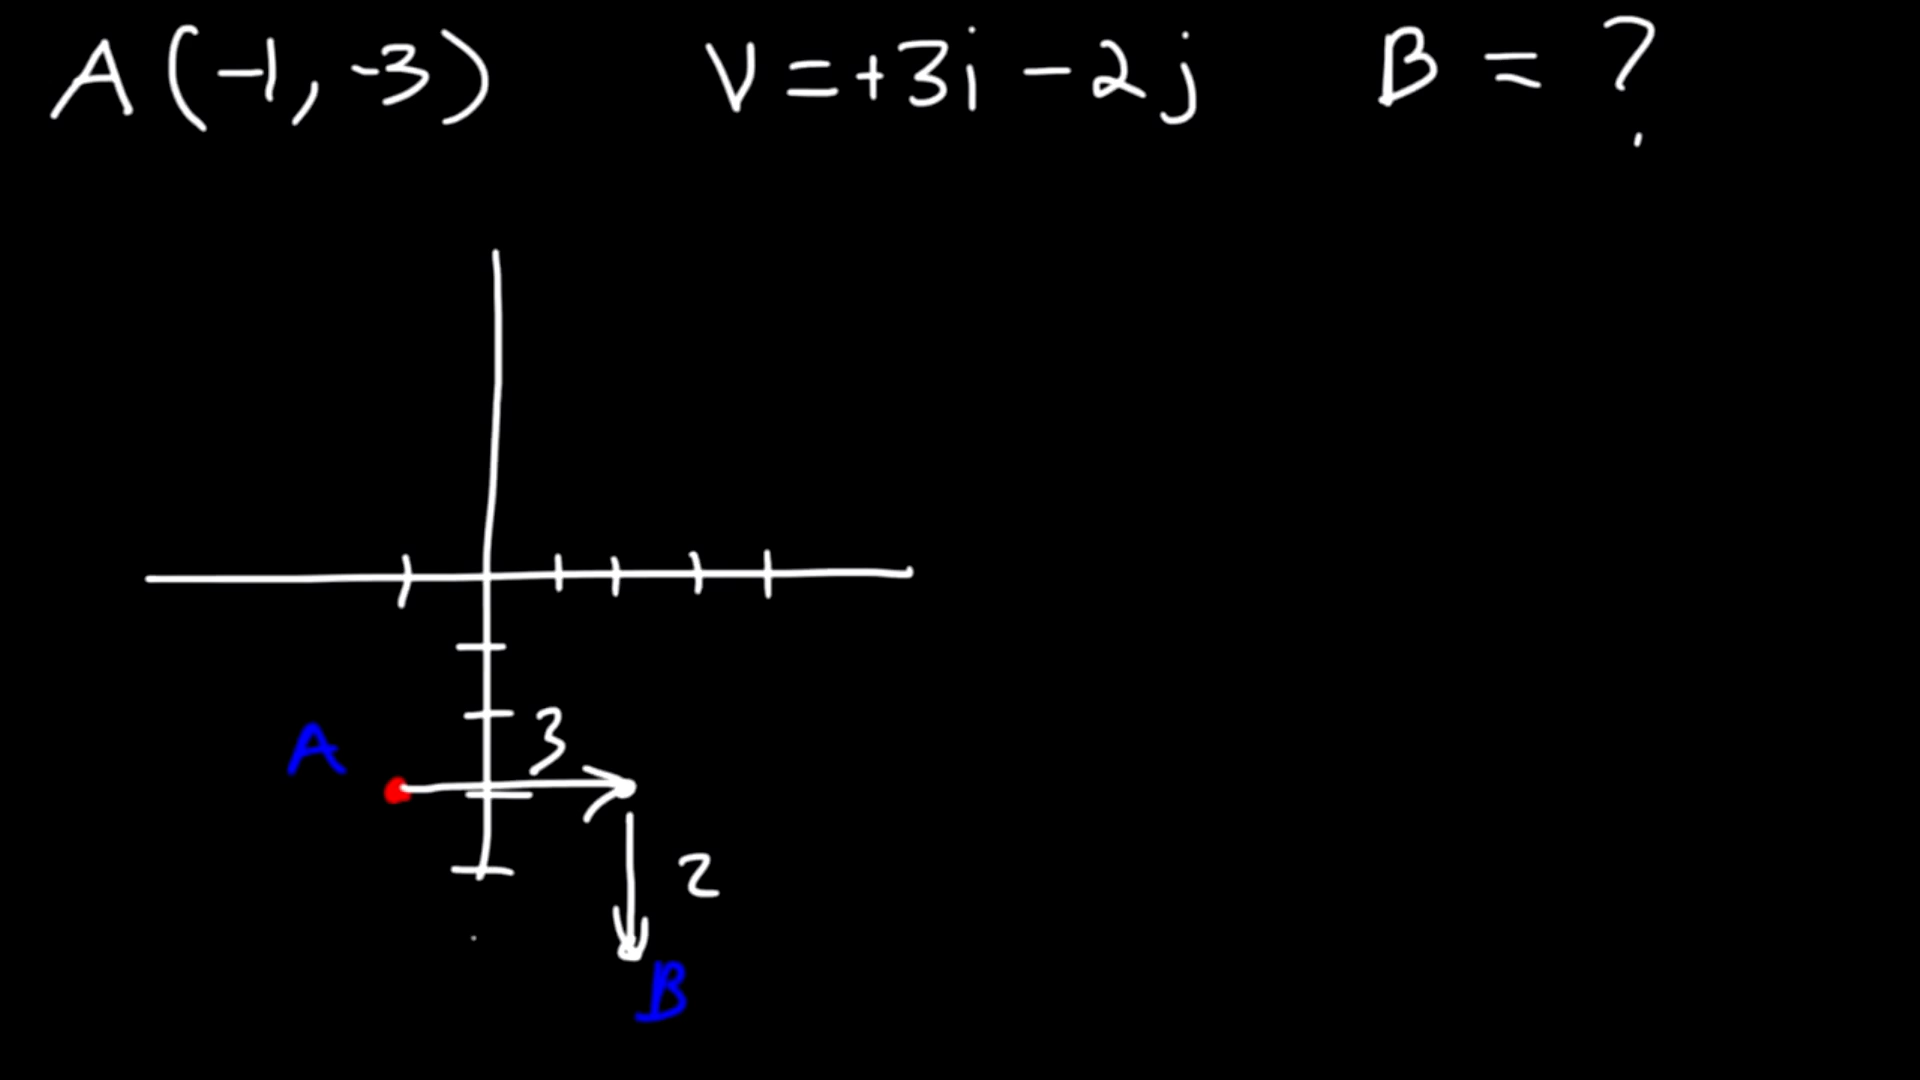 A(-1, -3) V = +3i - 2j B = ?
3
A
2
B